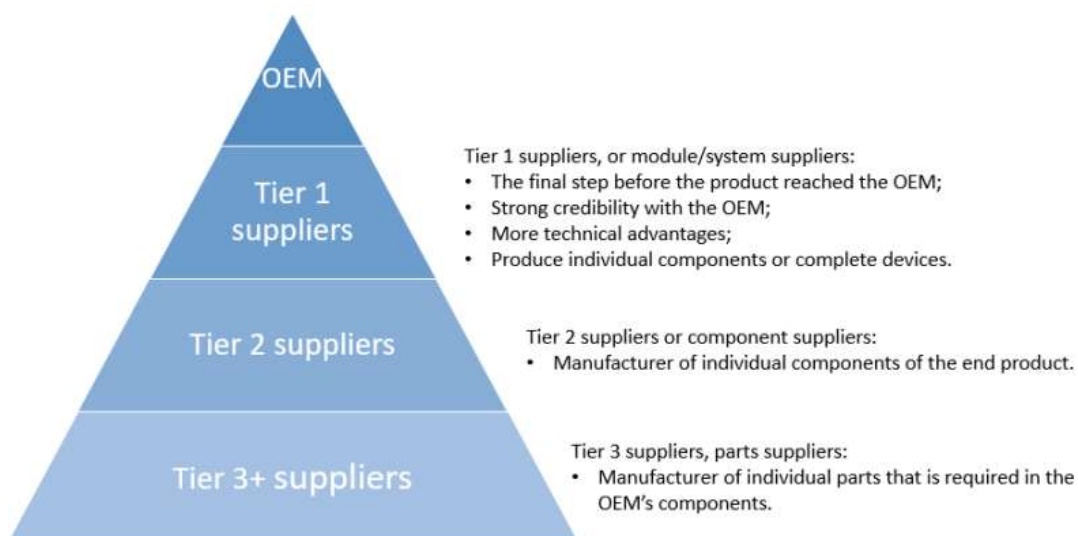 OEM
Tier 1
suppliers
Tier 1 suppliers, or module/system suppliers:
• The final step before the product reached the OEM;
• Strong credibility with the OEM;
• More technical advantages;
• Produce individual components or complete devices.
Tier 2 suppliers
Tier 2 suppliers or component suppliers:
• Manufacturer of individual components of the end product.
Tier 3+ suppliers
Tier 3 suppliers, parts suppliers:
• Manufacturer of individual parts that is required in the
OEM's components.